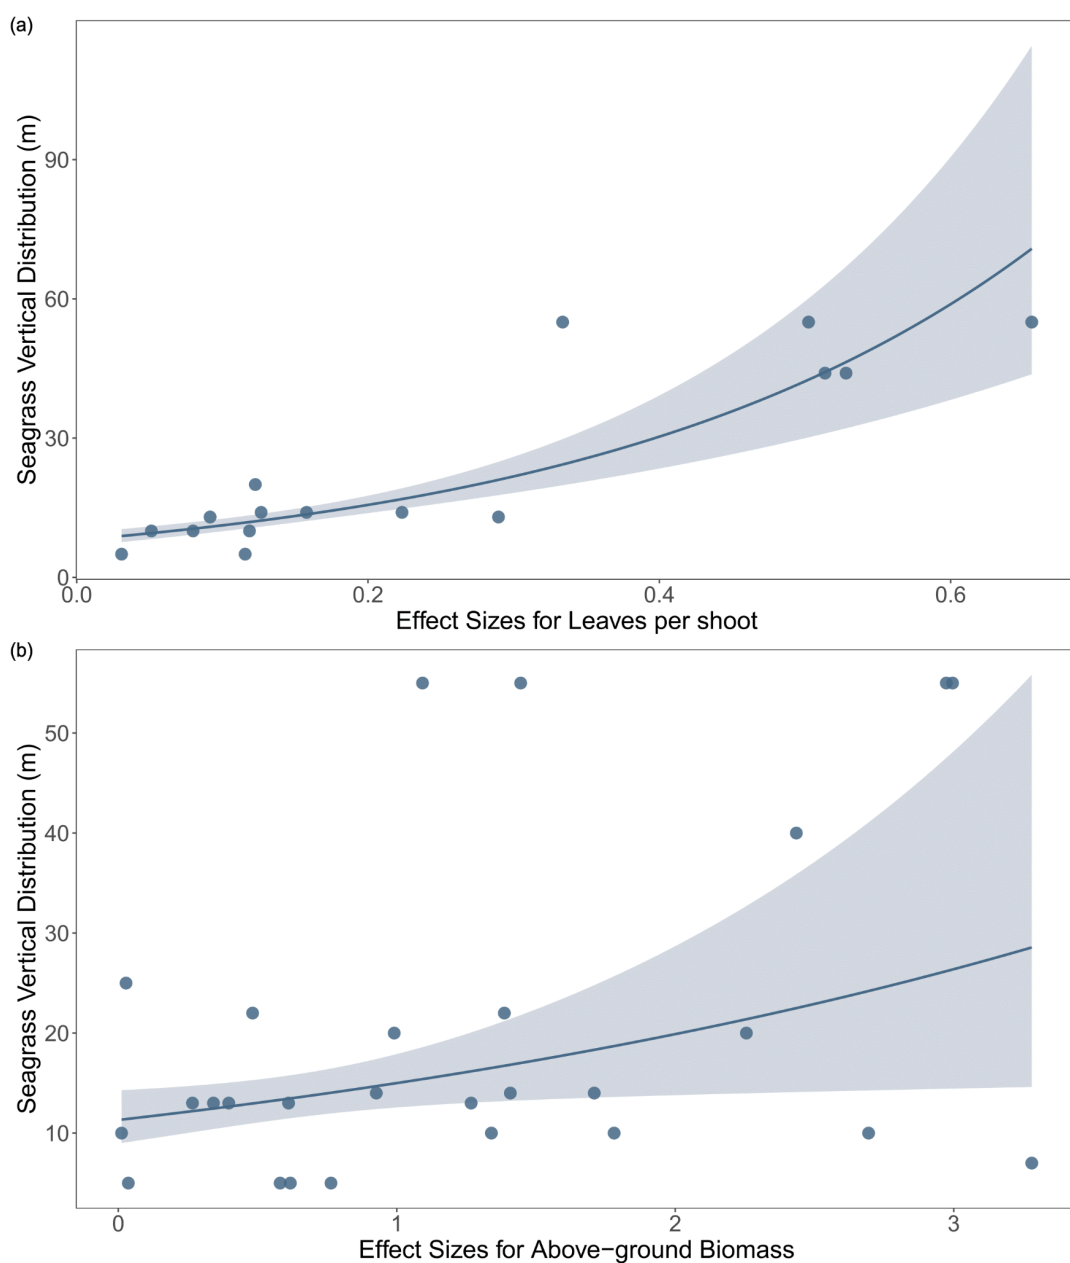 (a)
Seagrass Vertical Distribution (m)
90
60
30
0
0.0 0.2 0.4 0.6
Effect Sizes for Leaves per shoot
(b)
Seagrass Vertical Distribution (m)
50
40
30
20
10
0 1 2 3
Effect Sizes for Above−ground Biomass